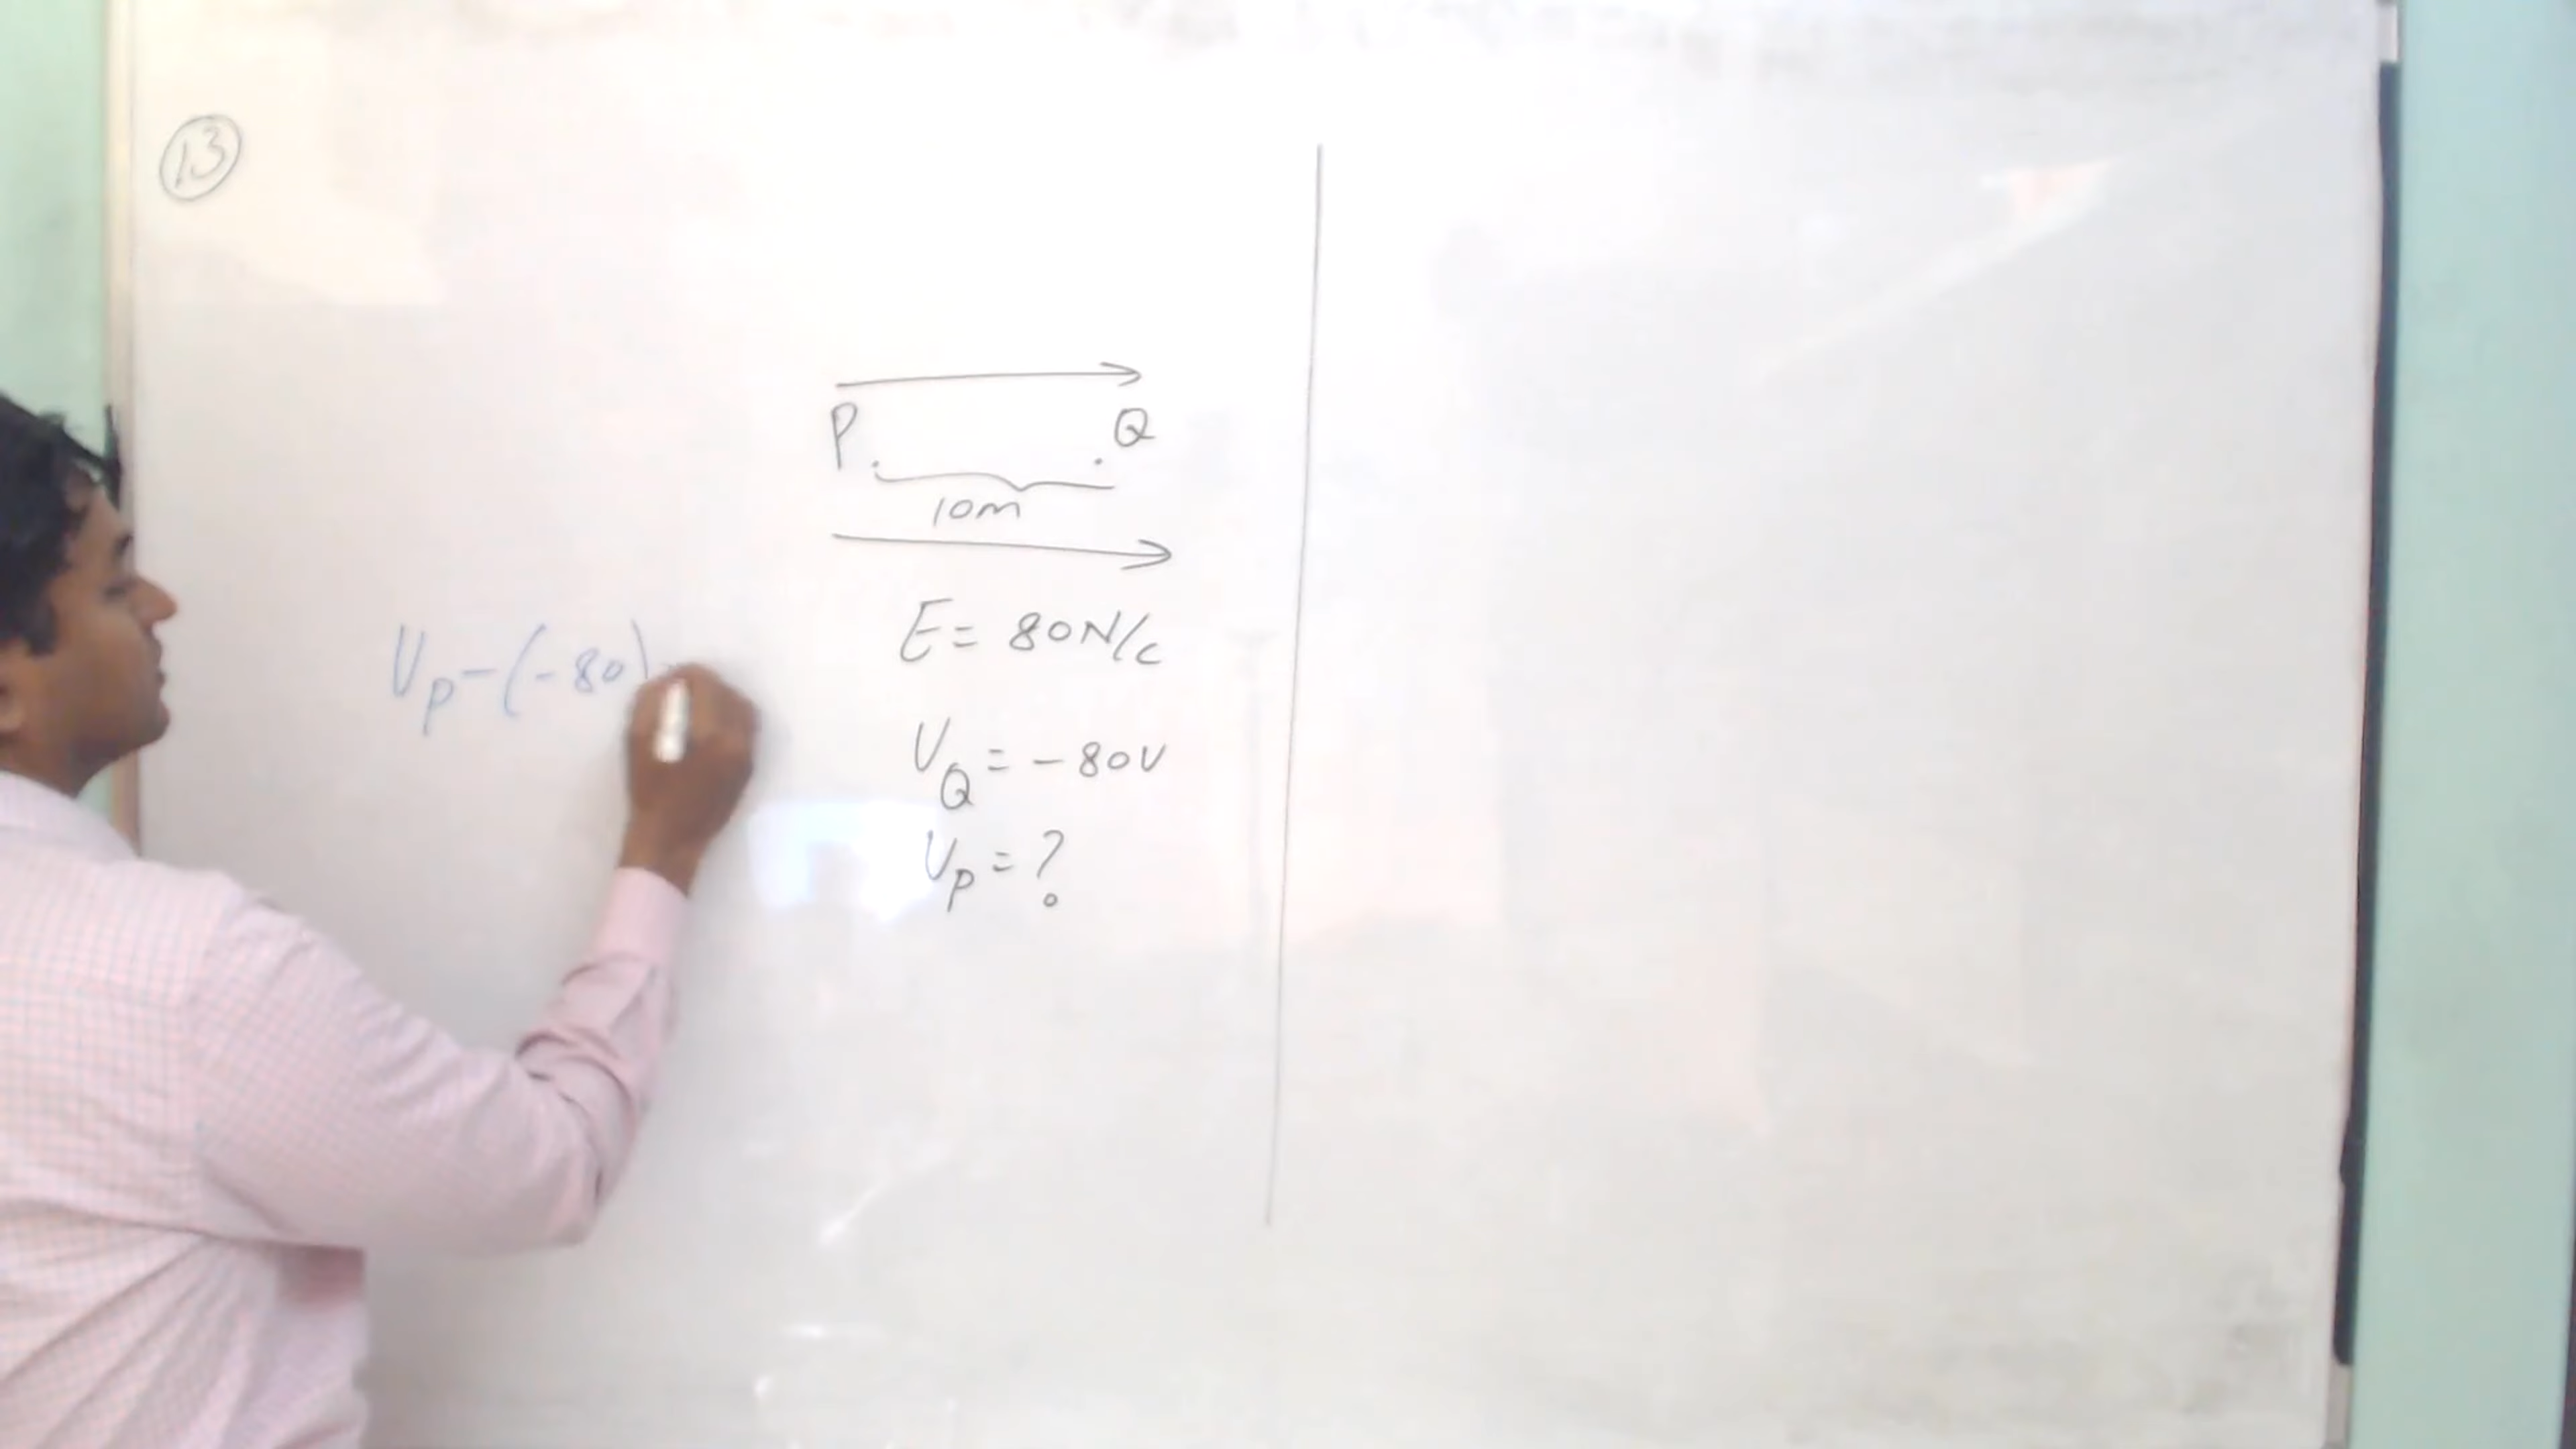 13
P . . Q
10m
E = 80N/C
V_P - (-80) =
V_Q = -80V
V_P = ?